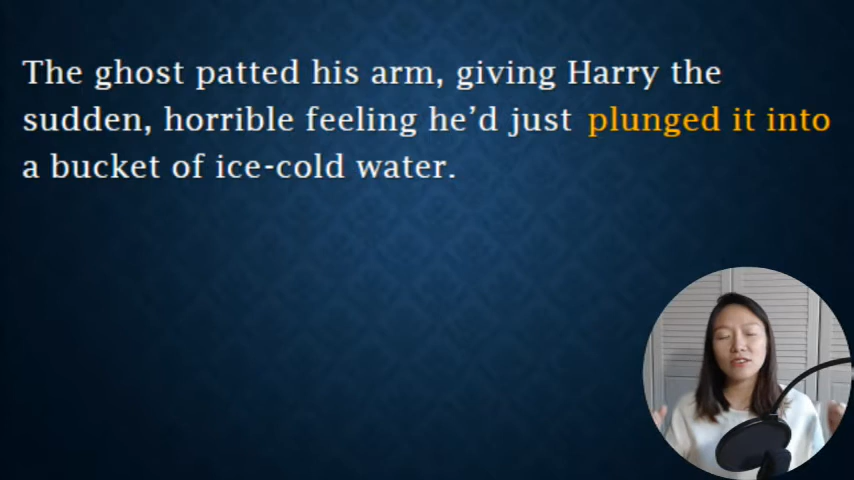 The ghost patted his arm, giving Harry the
sudden, horrible feeling he’d just plunged it into
a bucket of ice-cold water.